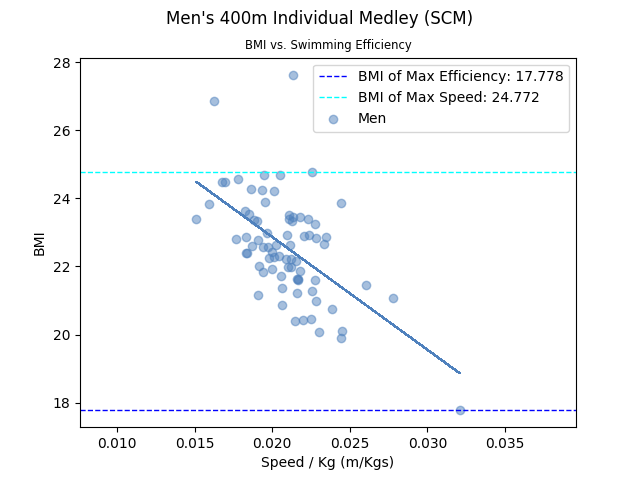 Men's 400m Individual Medley (SCM)
BMI vs. Swimming Efficiency
BMI of Max Efficiency: 17.778
BMI of Max Speed: 24.772
Men
28
26
24
22
20
18
BMI
0.010 0.015 0.020 0.025 0.030 0.035
Speed / Kg (m/Kgs)